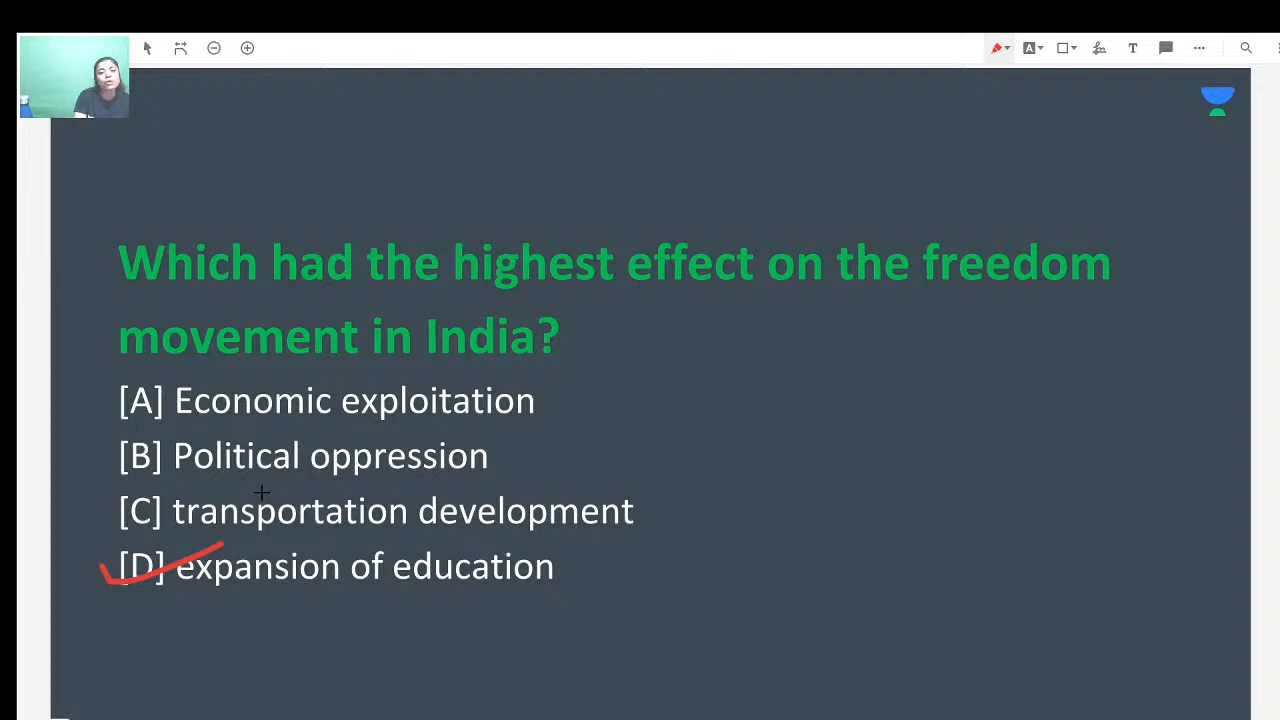 Which had the highest effect on the freedom
movement in India?
[A] Economic exploitation
[B] Political oppression
[C] transportation development
[D] expansion of education